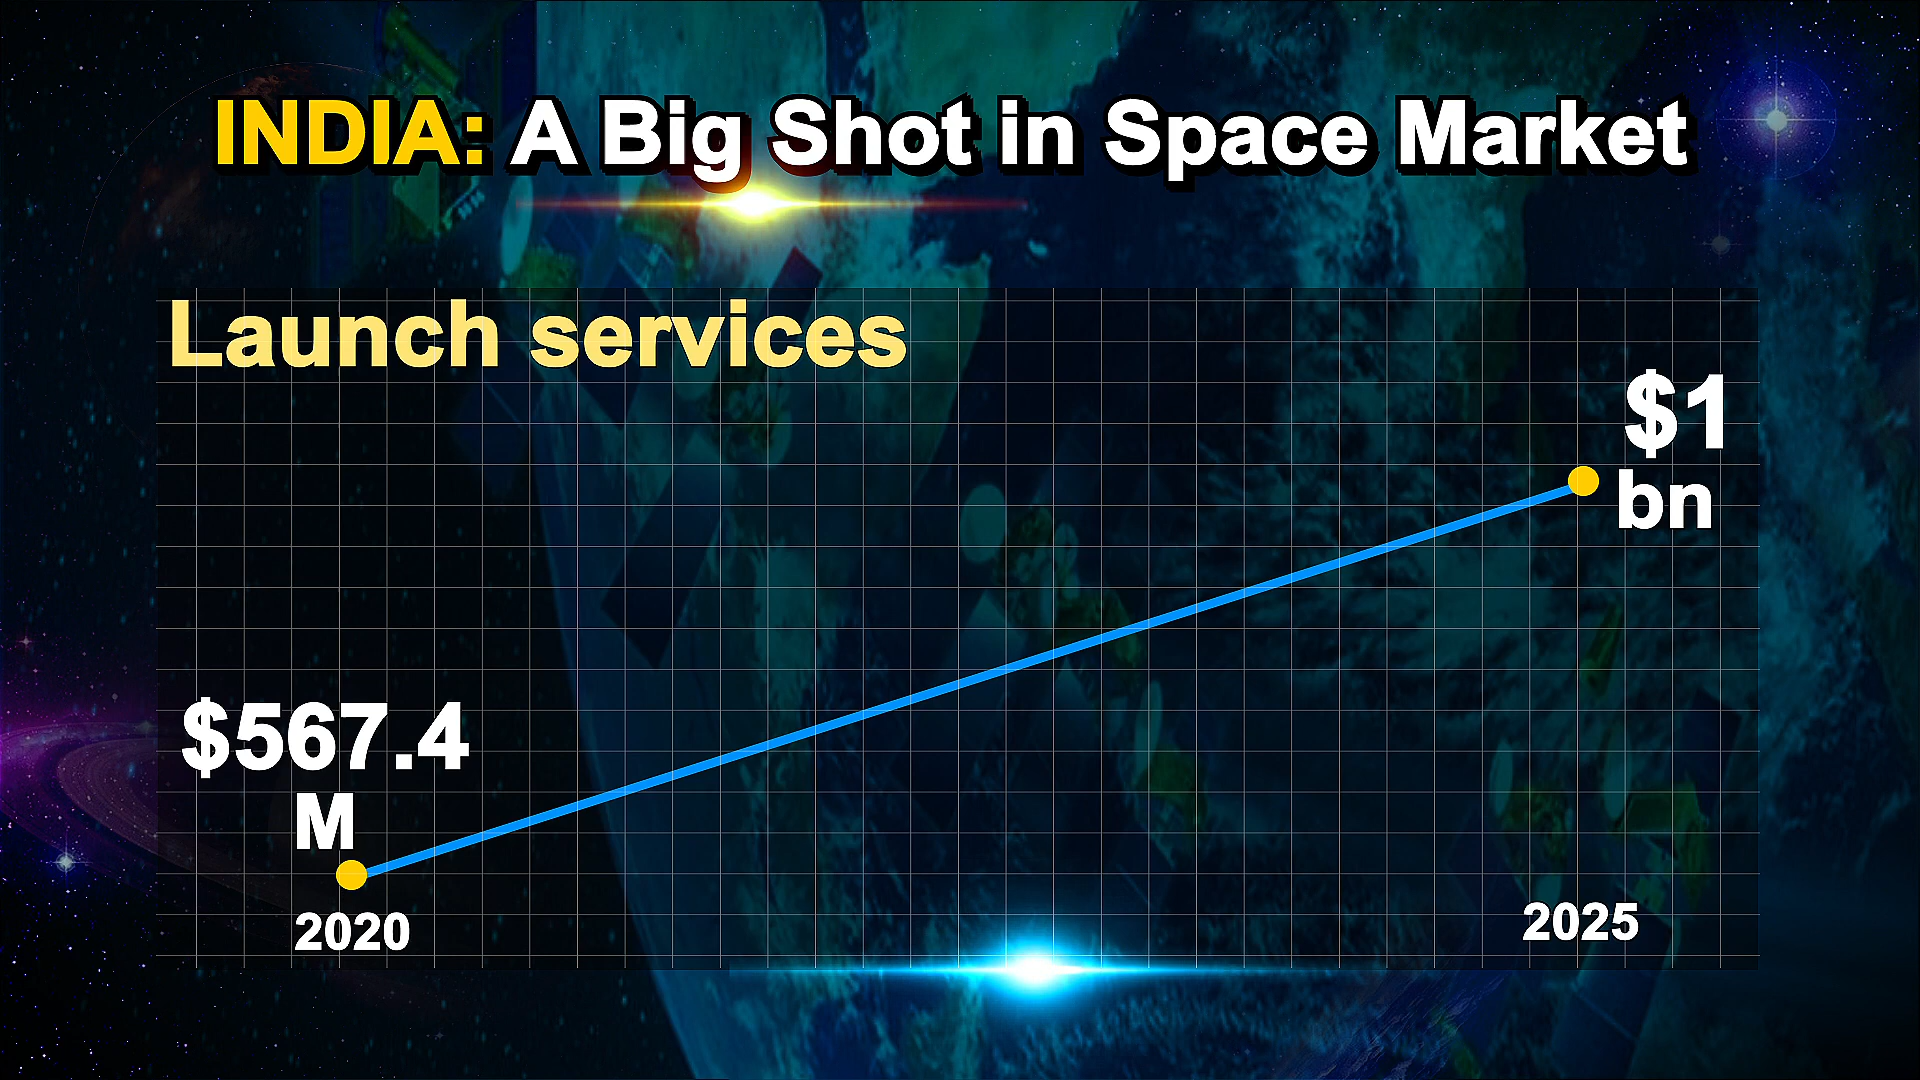 INDIA: A Big Shot in Space Market
Launch services
$1
bn
$567.4
M
2020
2025